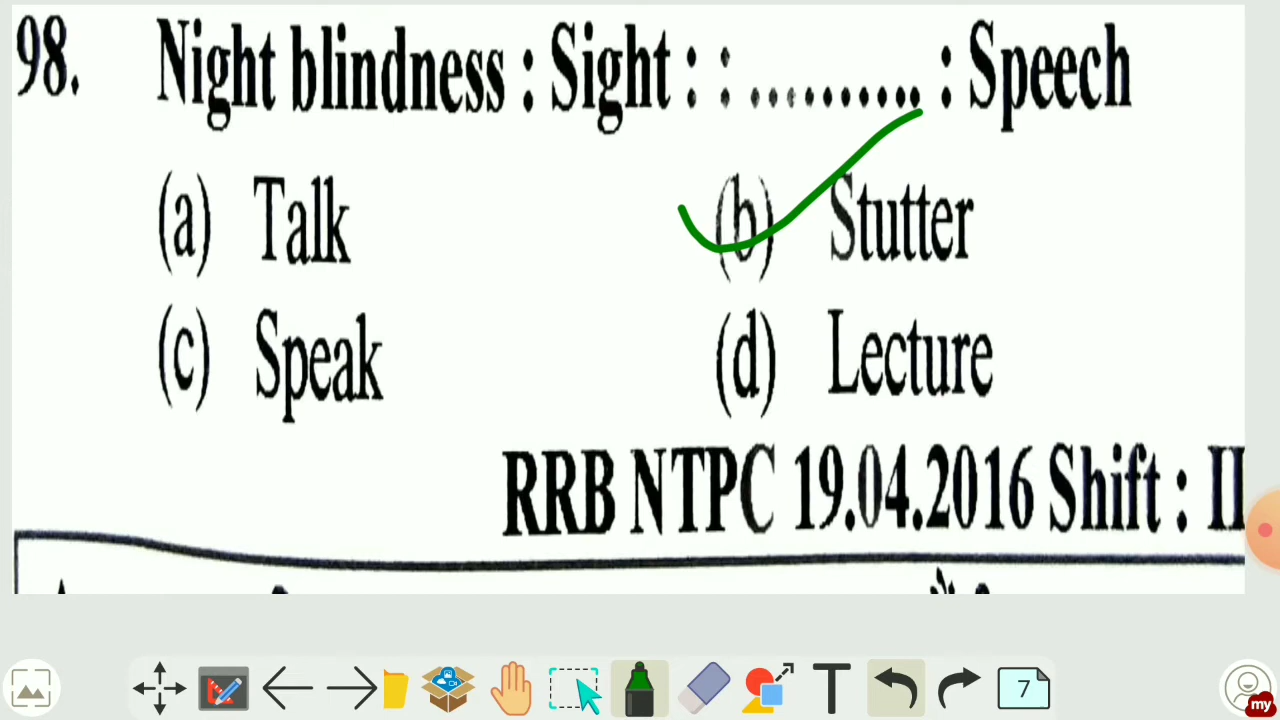 98. Night blindness : Sight : : .......... : Speech
(a) Talk (b) Stutter
(c) Speak (d) Lecture
RRB NTPC 19.04.2016 Shift : II
T
7
my